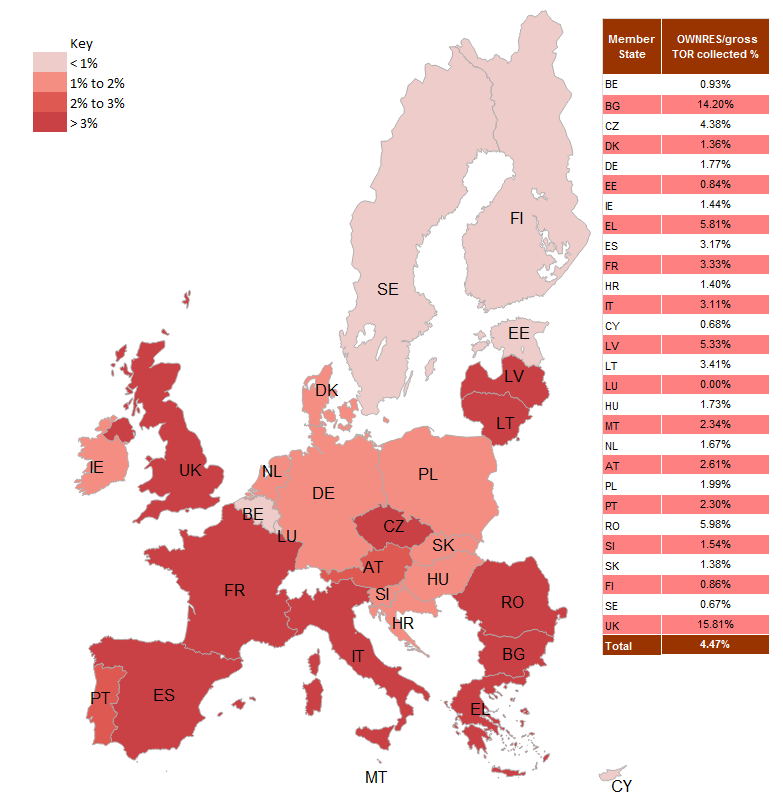 Key
< 1%
1% to 2%
2% to 3%
> 3%
FI
SE
EE
DK
LV
LT
IE
UK
NL
DE
PL
BE
LU
CZ
SK
AT
HU
FR
SI
HR
RO
IT
BG
PT
ES
EL
MT
CY
Member State OWNRES/gross TOR collected %
BE 0.93%
BG 14.20%
CZ 4.38%
DK 1.36%
DE 1.77%
EE 0.84%
IE 1.44%
EL 5.81%
ES 3.17%
FR 3.33%
HR 1.40%
IT 3.11%
CY 0.68%
LV 5.33%
LT 3.41%
LU 0.00%
HU 1.73%
MT 2.34%
NL 1.67%
AT 2.61%
PL 1.99%
PT 2.30%
RO 5.98%
SI 1.54%
SK 1.38%
FI 0.86%
SE 0.67%
UK 15.81%
Total 4.47%